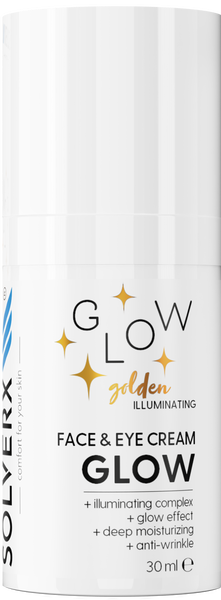 GLOW
golden
ILLUMINATING
FACE & EYE CREAM
GLOW
+ illuminating complex
+ glow effect
+ deep moisturizing
+ anti-wrinkle
30 ml e
SOLVERX ®
comfort for your skin